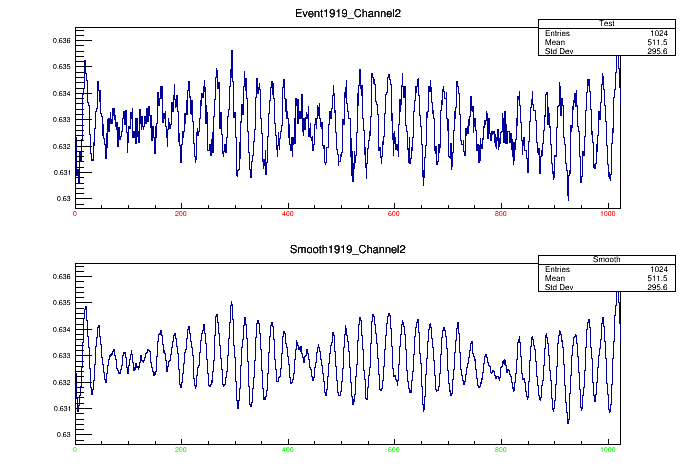 Event1919_Channel2
Test
Entries 1024
Mean 511.5
Std Dev 295.6
0.636
0.635
0.634
0.633
0.632
0.631
0.63
0 200 400 600 800 1000
Smooth1919_Channel2
Smooth
Entries 1024
Mean 511.5
Std Dev 295.6
0.636
0.635
0.634
0.633
0.632
0.631
0.63
0 200 400 600 800 1000